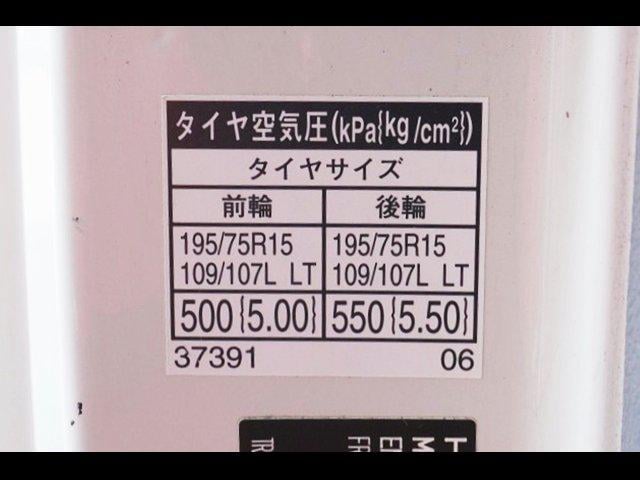 タイヤ空気圧(kPa{kg/cm²})
タイヤサイズ
前輪 後輪
195/75R15 195/75R15
109/107L LT 109/107L LT
500{5.00} 550{5.50}
37391 06